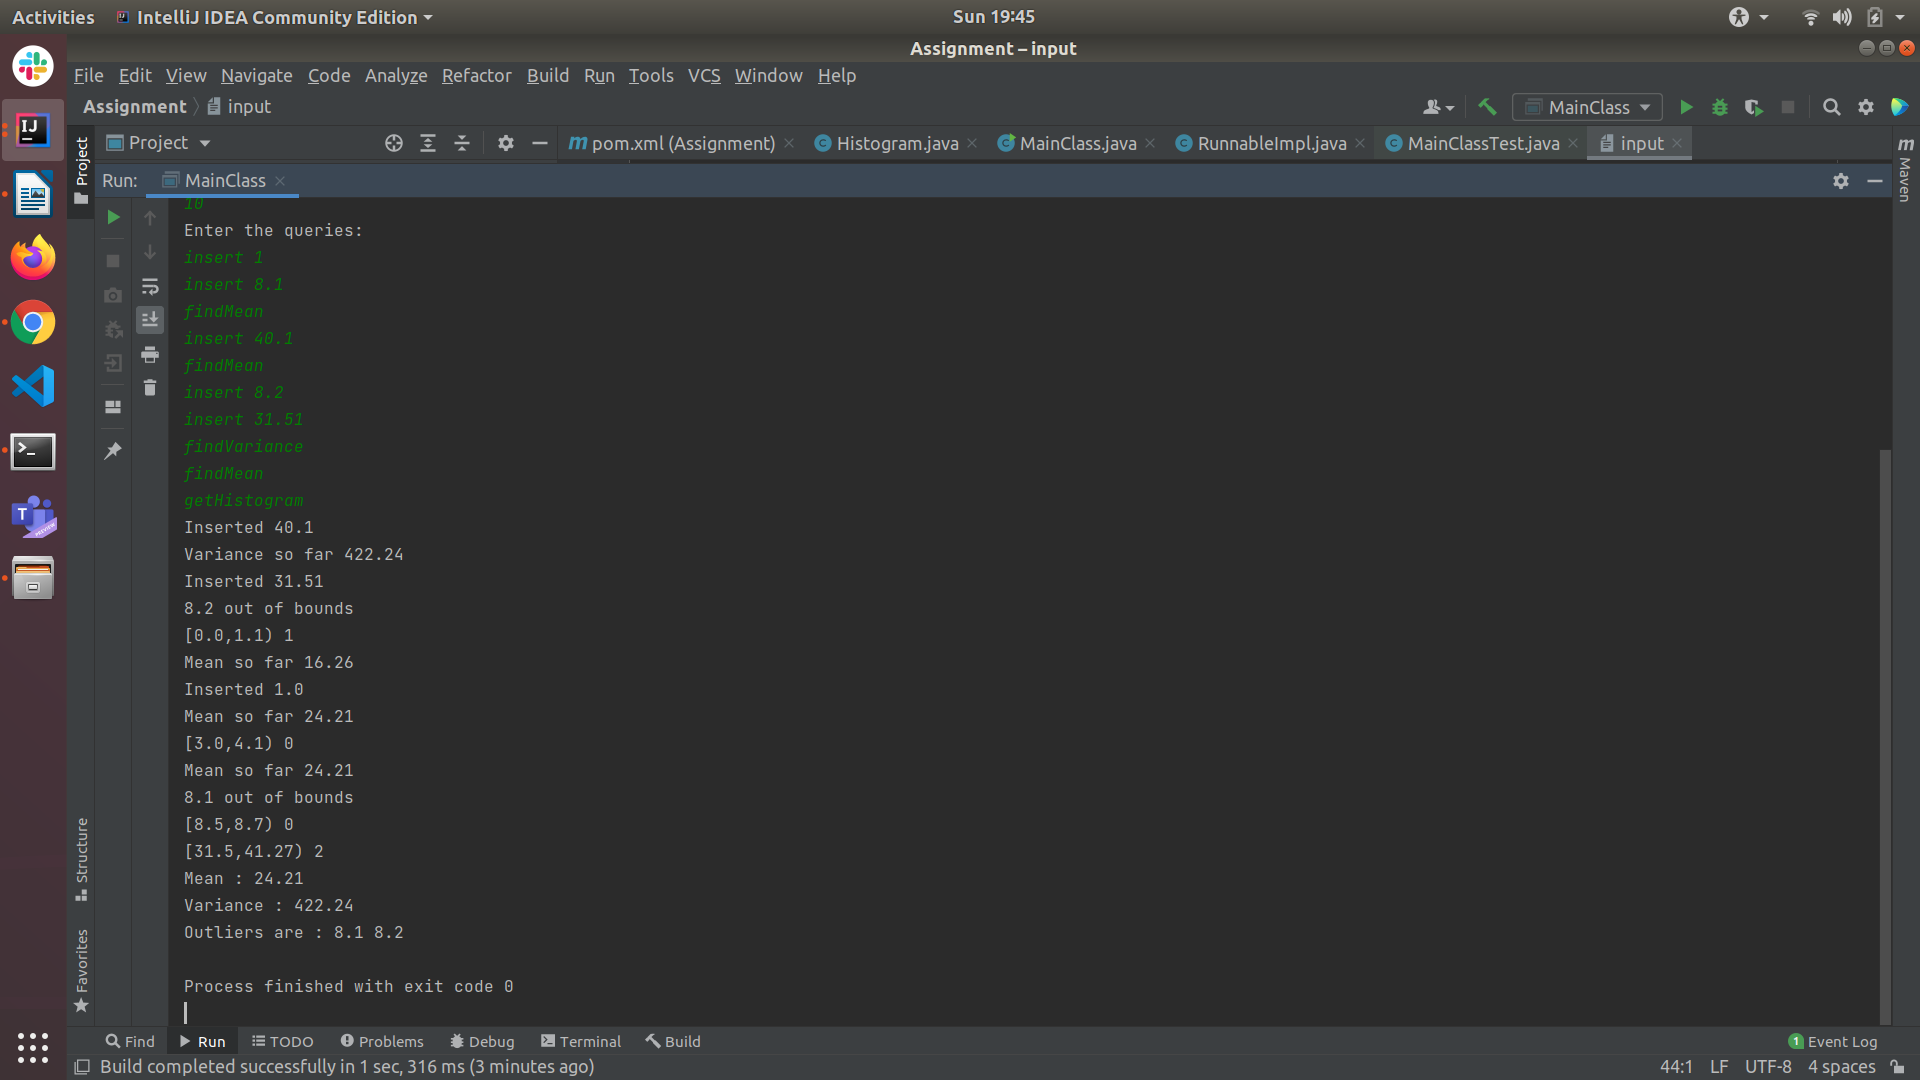 Activities
IntelliJ IDEA Community Edition
Sun 19:45
Assignment – input
File Edit View Navigate Code Analyze Refactor Build Run Tools VCS Window Help
Assignment input
MainClass
Project
Project
pom.xml (Assignment)
Histogram.java
MainClass.java
RunnableImpl.java
MainClassTest.java
input
Maven
Run:
MainClass
10
Enter the queries:
insert 1
insert 8.1
findMean
insert 40.1
findMean
insert 8.2
insert 31.51
findVariance
findMean
getHistogram
Inserted 40.1
Variance so far 422.24
Inserted 31.51
8.2 out of bounds
[0.0,1.1) 1
Mean so far 16.26
Inserted 1.0
Mean so far 24.21
[3.0,4.1) 0
Mean so far 24.21
8.1 out of bounds
[8.5,8.7) 0
[31.5,41.27) 2
Mean : 24.21
Variance : 422.24
Outliers are : 8.1 8.2
Process finished with exit code 0
Structure
Favorites
Find
Run
TODO
Problems
Debug
Terminal
Build
1 Event Log
Build completed successfully in 1 sec, 316 ms (3 minutes ago)
44:1 LF UTF-8 4 spaces